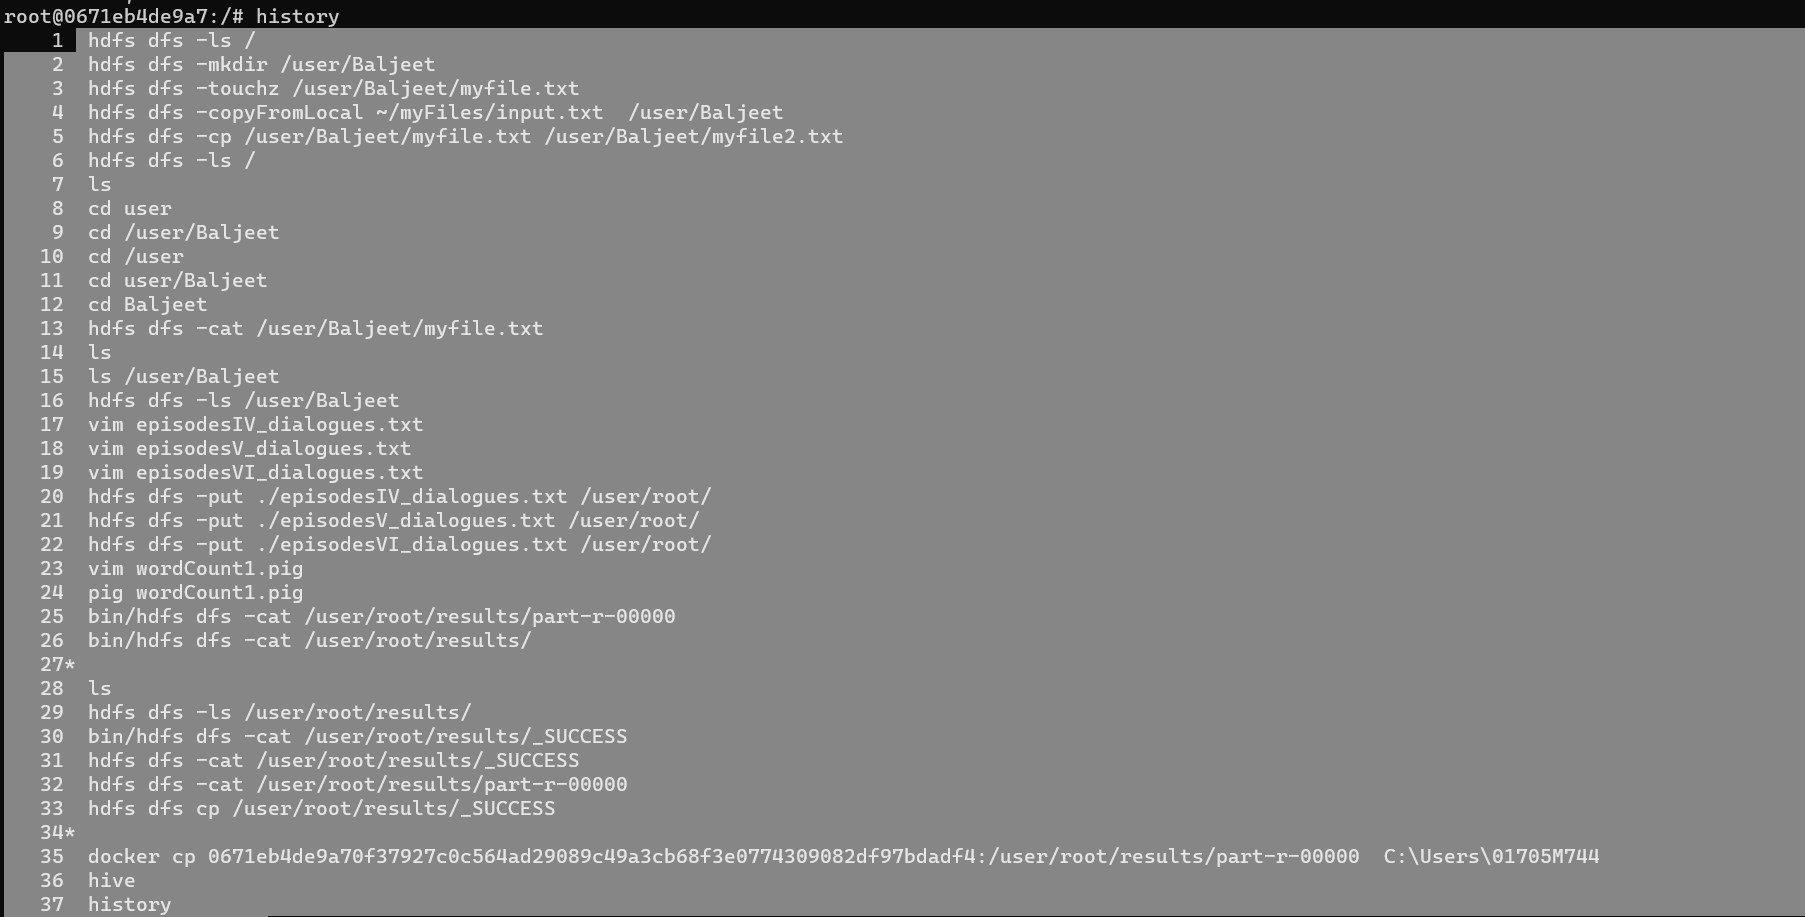 root@0671eb4de9a7:/# history
1 hdfs dfs -ls /
2 hdfs dfs -mkdir /user/Baljeet
3 hdfs dfs -touchz /user/Baljeet/myfile.txt
4 hdfs dfs -copyFromLocal ~/myFiles/input.txt  /user/Baljeet
5 hdfs dfs -cp /user/Baljeet/myfile.txt /user/Baljeet/myfile2.txt
6 hdfs dfs -ls /
7 ls
8 cd user
9 cd /user/Baljeet
10 cd /user
11 cd user/Baljeet
12 cd Baljeet
13 hdfs dfs -cat /user/Baljeet/myfile.txt
14 ls
15 ls /user/Baljeet
16 hdfs dfs -ls /user/Baljeet
17 vim episodesIV_dialogues.txt
18 vim episodesV_dialogues.txt
19 vim episodesVI_dialogues.txt
20 hdfs dfs -put ./episodesIV_dialogues.txt /user/root/
21 hdfs dfs -put ./episodesV_dialogues.txt /user/root/
22 hdfs dfs -put ./episodesVI_dialogues.txt /user/root/
23 vim wordCount1.pig
24 pig wordCount1.pig
25 bin/hdfs dfs -cat /user/root/results/part-r-00000
26 bin/hdfs dfs -cat /user/root/results/
27*
28 ls
29 hdfs dfs -ls /user/root/results/
30 bin/hdfs dfs -cat /user/root/results/_SUCCESS
31 hdfs dfs -cat /user/root/results/_SUCCESS
32 hdfs dfs -cat /user/root/results/part-r-00000
33 hdfs dfs cp /user/root/results/_SUCCESS
34*
35 docker cp 0671eb4de9a70f37927c0c564ad29089c49a3cb68f3e0774309082df97bdadf4:/user/root/results/part-r-00000  C:\Users\01705M744
36 hive
37 history